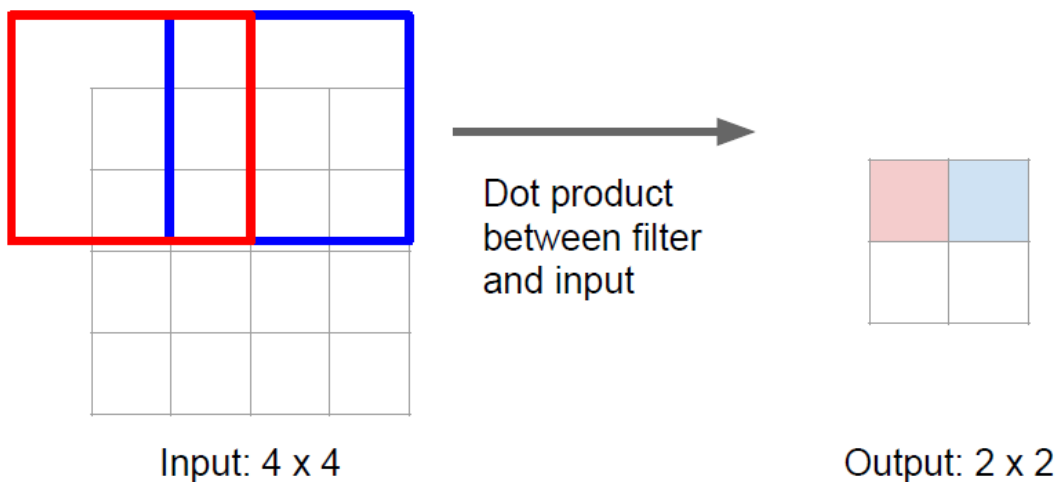 Dot product
between filter
and input
Input: 4 x 4
Output: 2 x 2